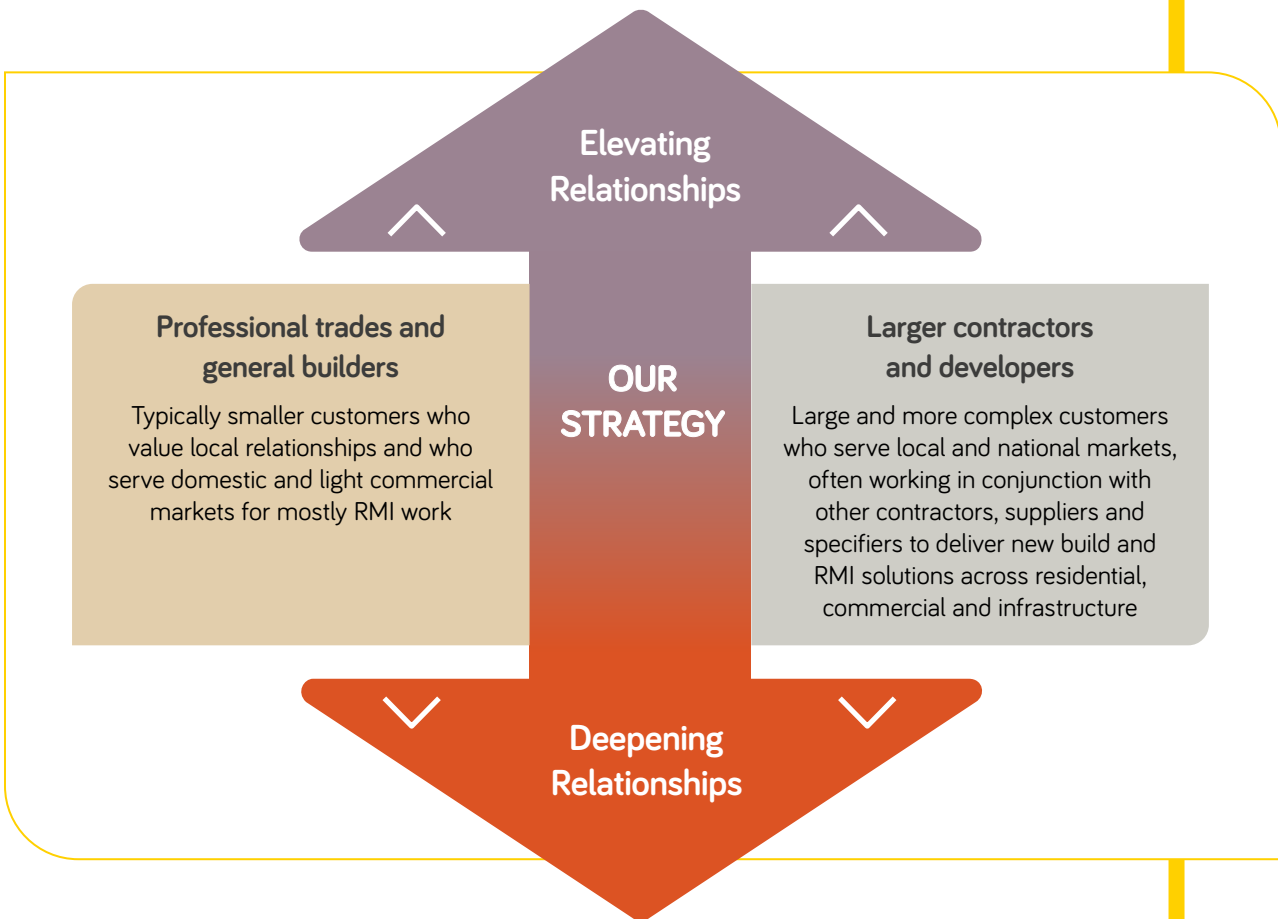 Elevating
Relationships
Professional trades and
general builders
Typically smaller customers who
value local relationships and who
serve domestic and light commercial
markets for mostly RMI work
OUR
STRATEGY
Larger contractors
and developers
Large and more complex customers
who serve local and national markets,
often working in conjunction with
other contractors, suppliers and
specifiers to deliver new build and
RMI solutions across residential,
commercial and infrastructure
Deepening
Relationships